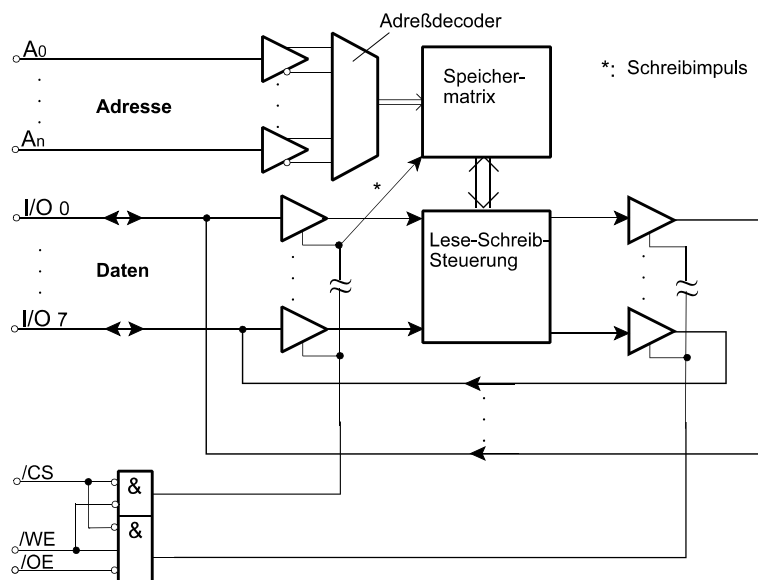 Adreßdecoder
A0
Adresse
An
Speicher-
matrix
*: Schreibimpuls
*
I/O 0
Daten
I/O 7
Lese-Schreib-
Steuerung
/CS
&
/WE
&
/OE